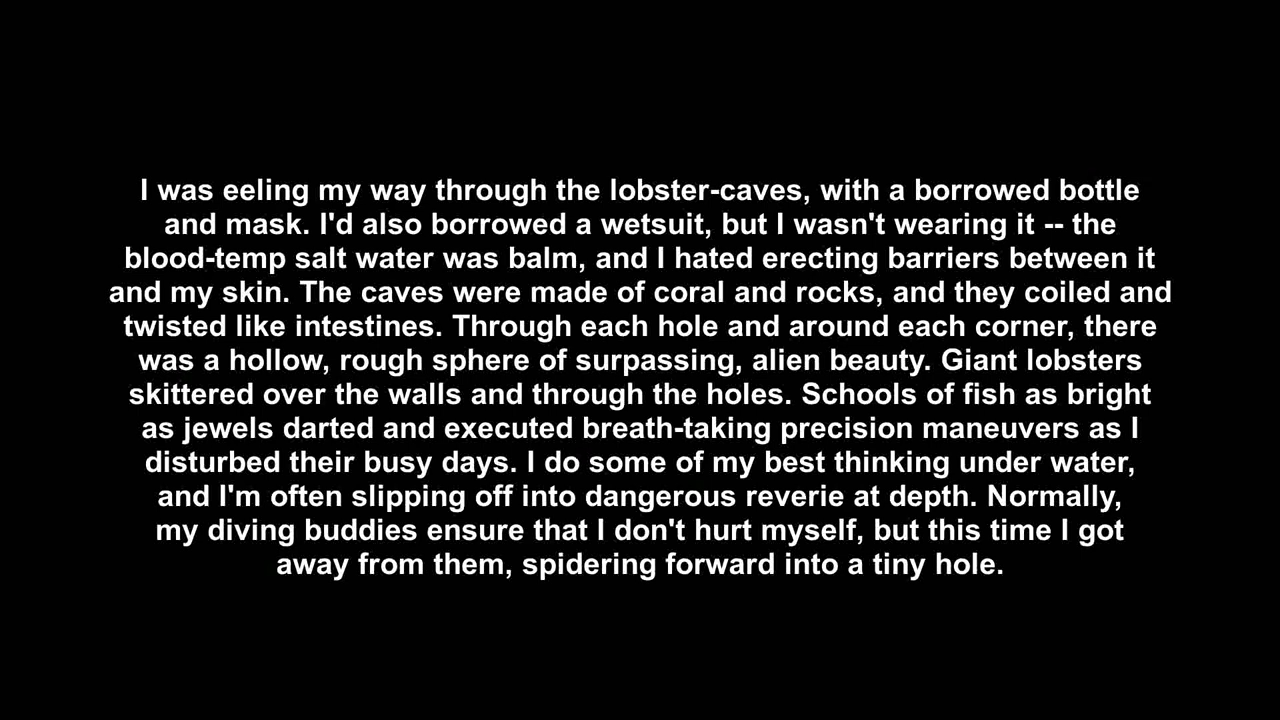 I was eeling my way through the lobster-caves, with a borrowed bottle
and mask. I'd also borrowed a wetsuit, but I wasn't wearing it -- the
blood-temp salt water was balm, and I hated erecting barriers between it
and my skin. The caves were made of coral and rocks, and they coiled and
twisted like intestines. Through each hole and around each corner, there
was a hollow, rough sphere of surpassing, alien beauty. Giant lobsters
skittered over the walls and through the holes. Schools of fish as bright
as jewels darted and executed breath-taking precision maneuvers as I
disturbed their busy days. I do some of my best thinking under water,
and I'm often slipping off into dangerous reverie at depth. Normally,
my diving buddies ensure that I don't hurt myself, but this time I got
away from them, spidering forward into a tiny hole.